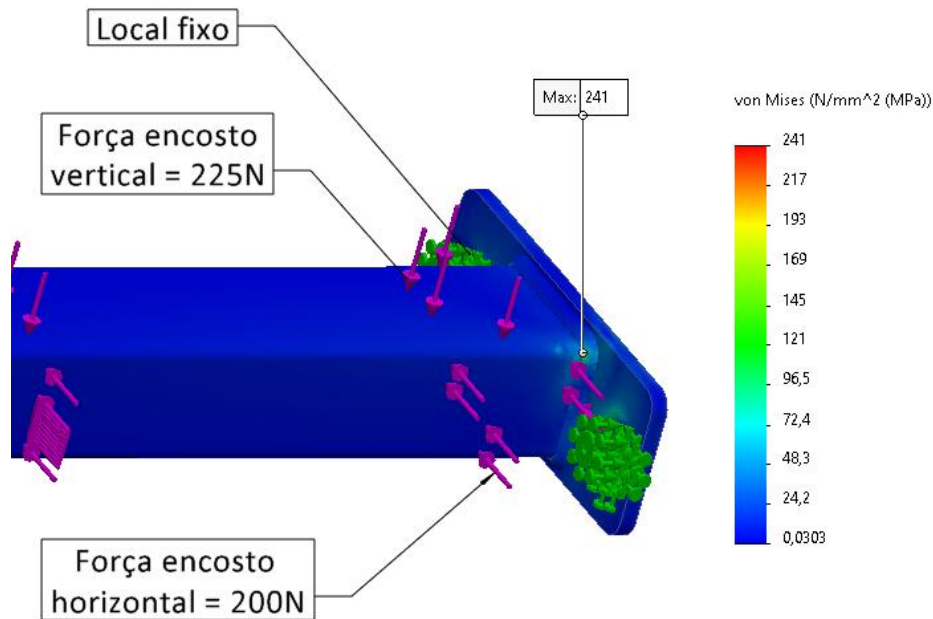 Local fixo
Max: 241
von Mises (N/mm^2 (MPa))
Força encosto
vertical = 225N
241
217
193
169
145
121
96,5
72,4
48,3
24,2
0,0303
Força encosto
horizontal = 200N